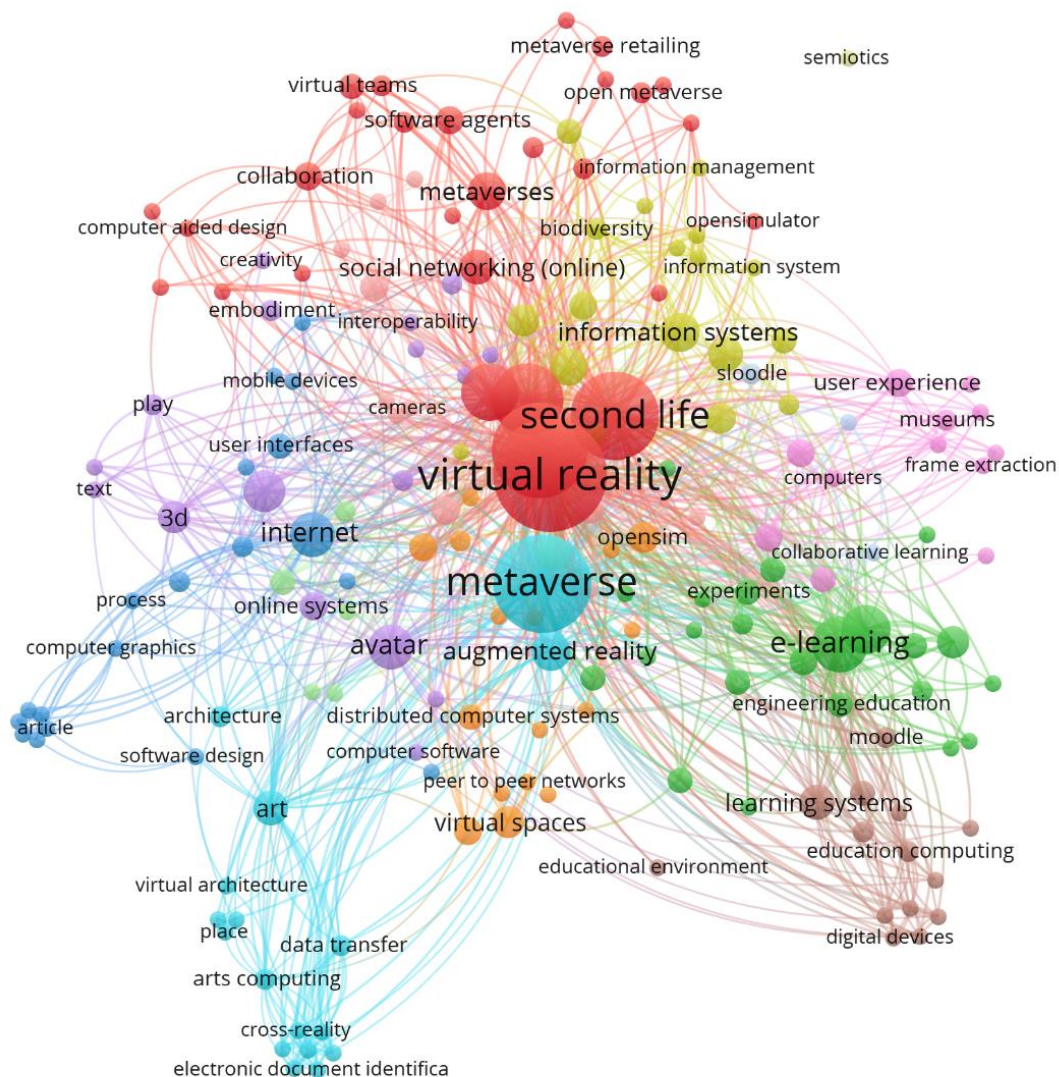 metaverse retailing
semiotics
virtual teams
open metaverse
software agents
information management
collaboration
metaverses
computer aided design
biodiversity
opensimulator
creativity
social networking (online)
information system
embodiment
interoperability
information systems
mobile devices
sloodle
user experience
play
cameras
second life
museums
user interfaces
virtual reality
computers
frame extraction
text
3d
internet
opensim
collaborative learning
metaverse
experiments
process
online systems
computer graphics
avatar
augmented reality
e-learning
engineering education
article
architecture
distributed computer systems
moodle
software design
computer software
peer to peer networks
art
virtual spaces
learning systems
education computing
educational environment
virtual architecture
place
data transfer
digital devices
arts computing
cross-reality
electronic document identifica